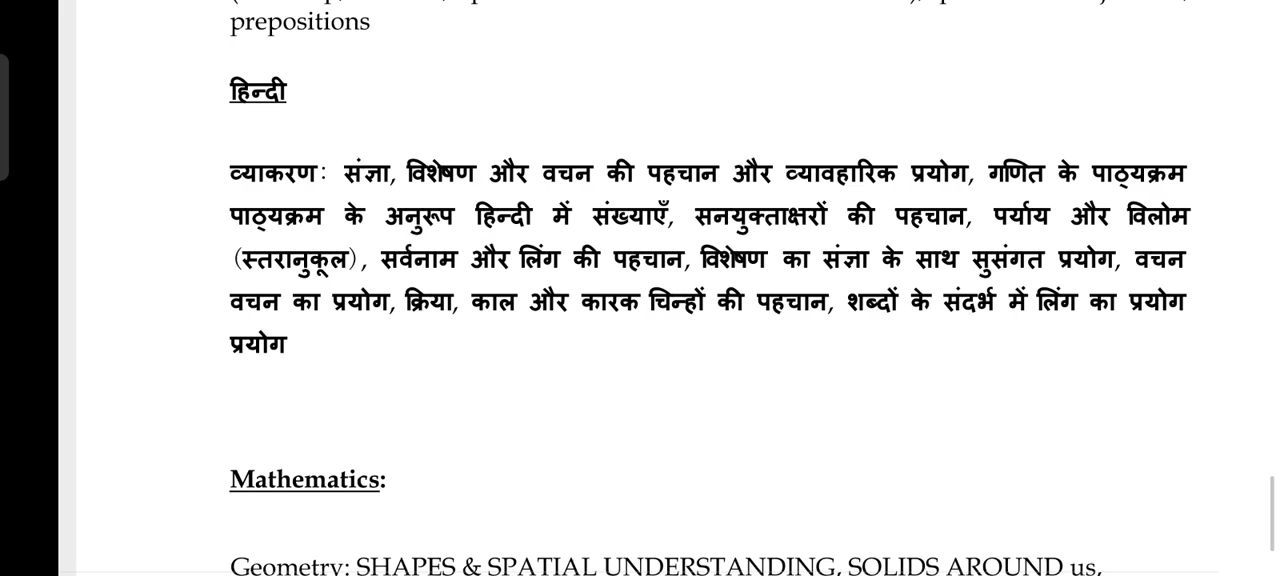 prepositions
हिन्दी
व्याकरण: संज्ञा, विशेषण और वचन की पहचान और व्यावहारिक प्रयोग, गणित के पाठ्यक्रम
पाठ्यक्रम के अनुरूप हिन्दी में संख्याएँ, सनयुक्ताक्षरों की पहचान, पर्याय और विलोम
(स्तरानुकूल), सर्वनाम और लिंग की पहचान, विशेषण का संज्ञा के साथ सुसंगत प्रयोग, वचन
वचन का प्रयोग, क्रिया, काल और कारक चिन्हों की पहचान, शब्दों के संदर्भ में लिंग का प्रयोग
प्रयोग
Mathematics:
Geometry: SHAPES & SPATIAL UNDERSTANDING, SOLIDS AROUND us,